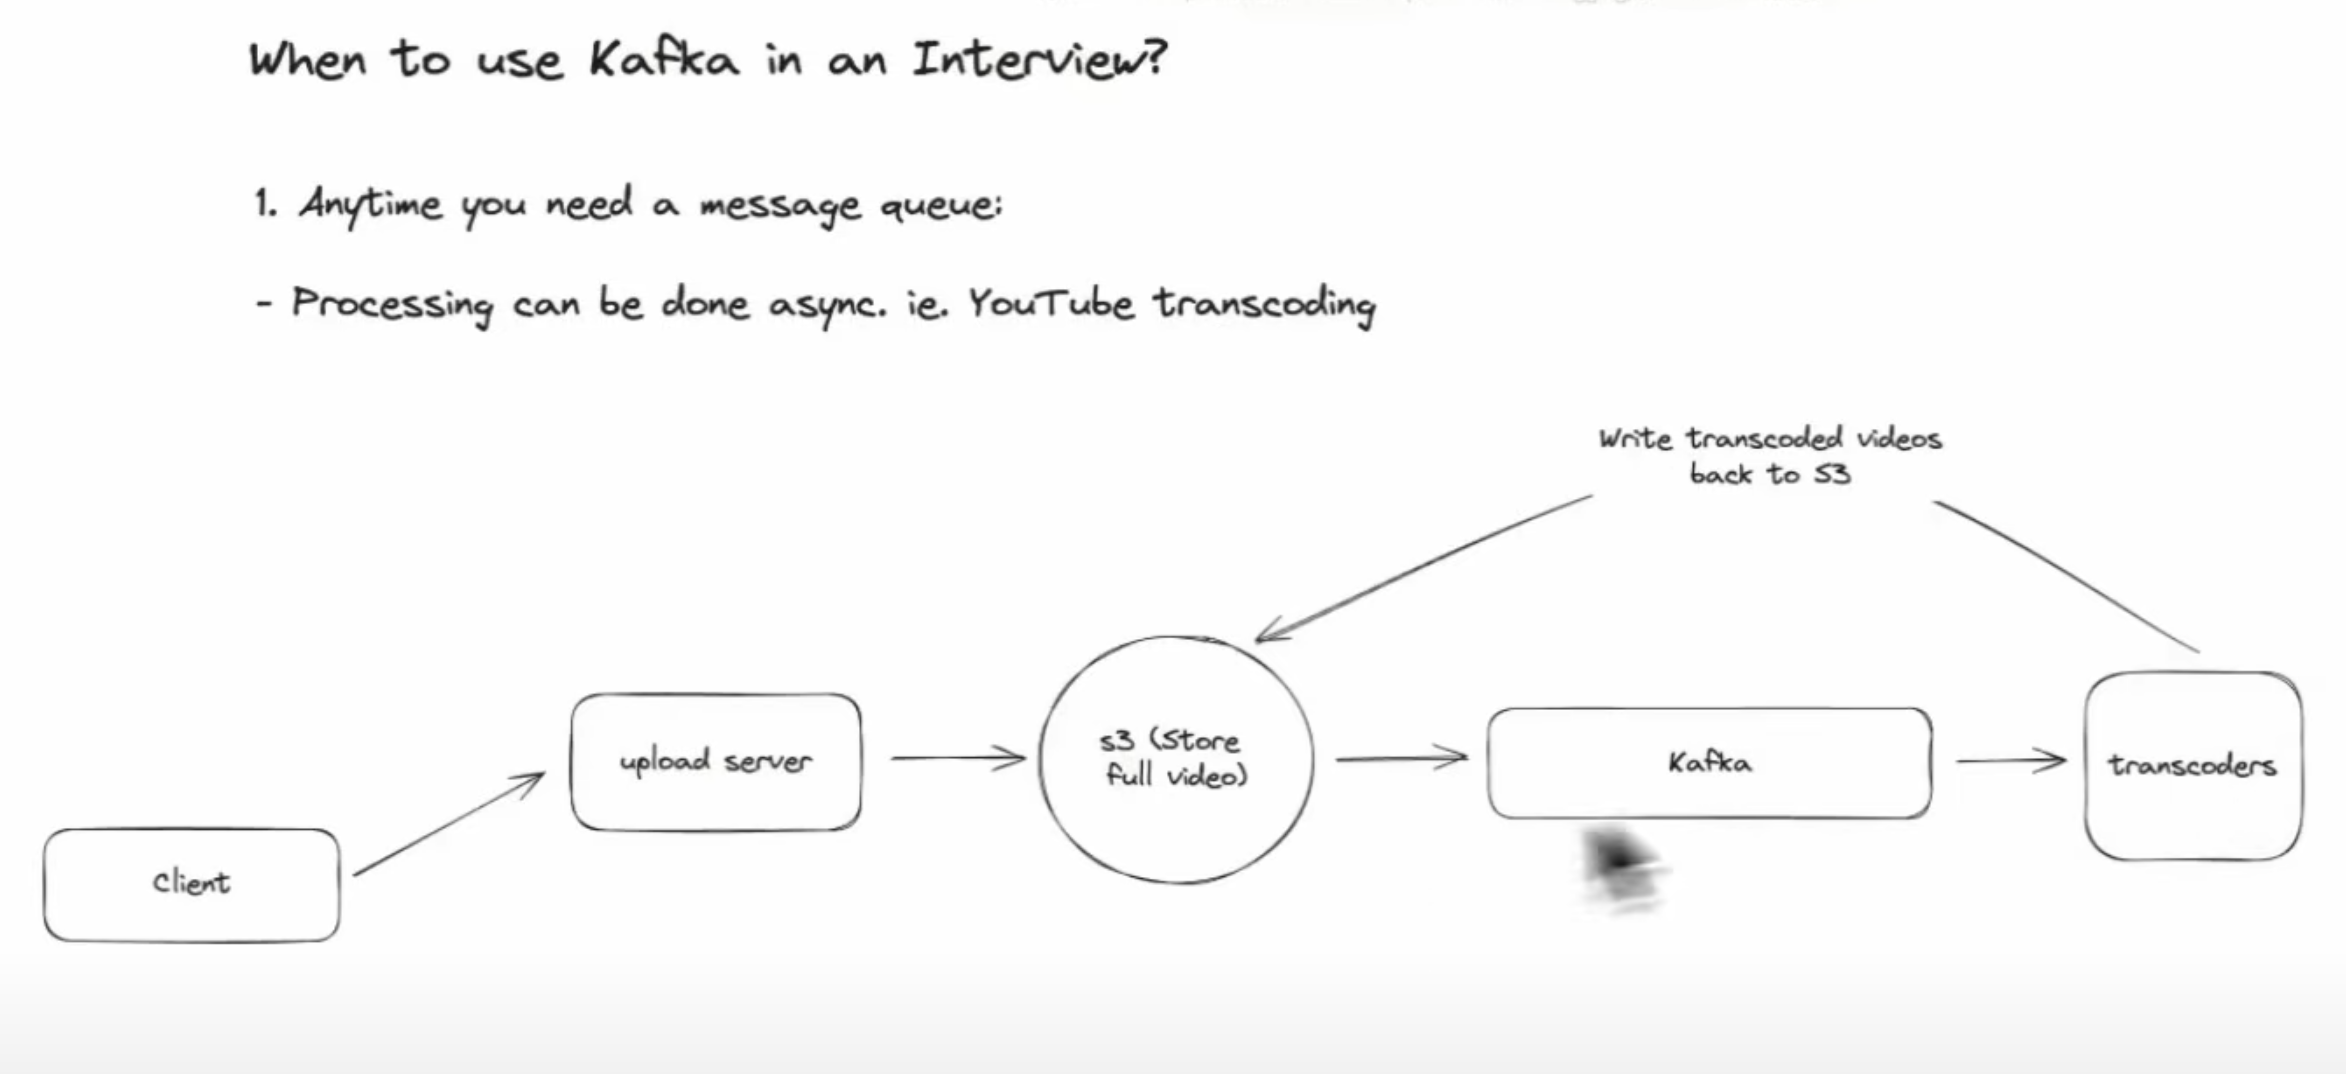 When to use Kafka in an Interview?
1. Anytime you need a message queue:
- Processing can be done async. ie. YouTube transcoding
Write transcoded videos
back to S3
s3 (Store
full video)
upload server
Kafka
transcoders
Client